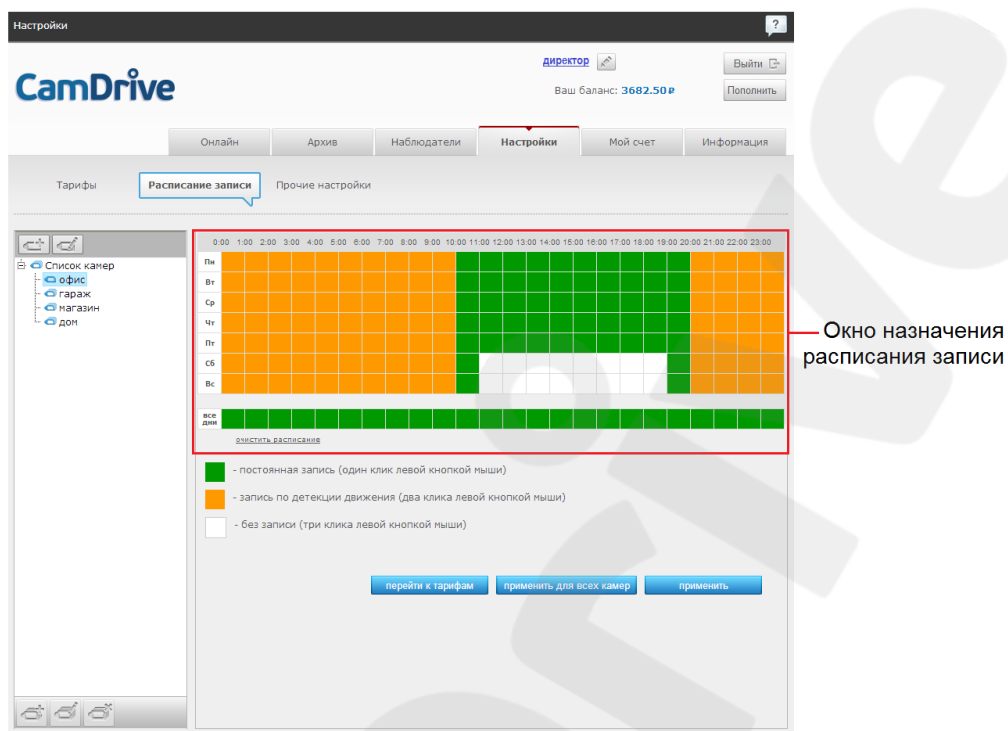 Настройки
?
CamDrive
директор
Выйти
Ваш баланс: 3682.50 ₽
Пополнить
Онлайн Архив Наблюдатели Настройки Мой счет Информация
Тарифы Расписание записи Прочие настройки
Список камер
офис
гараж
магазин
дом
0:00 1:00 2:00 3:00 4:00 5:00 6:00 7:00 8:00 9:00 10:00 11:00 12:00 13:00 14:00 15:00 16:00 17:00 18:00 19:00 20:00 21:00 22:00 23:00
Пн
Вт
Ср
Чт
Пт
Сб
Вс
все
дни
очистить расписание
Окно назначения
расписания записи
- постоянная запись (один клик левой кнопкой мыши)
- запись по детекции движения (два клика левой кнопкой мыши)
- без записи (три клика левой кнопкой мыши)
перейти к тарифам применить для всех камер применить